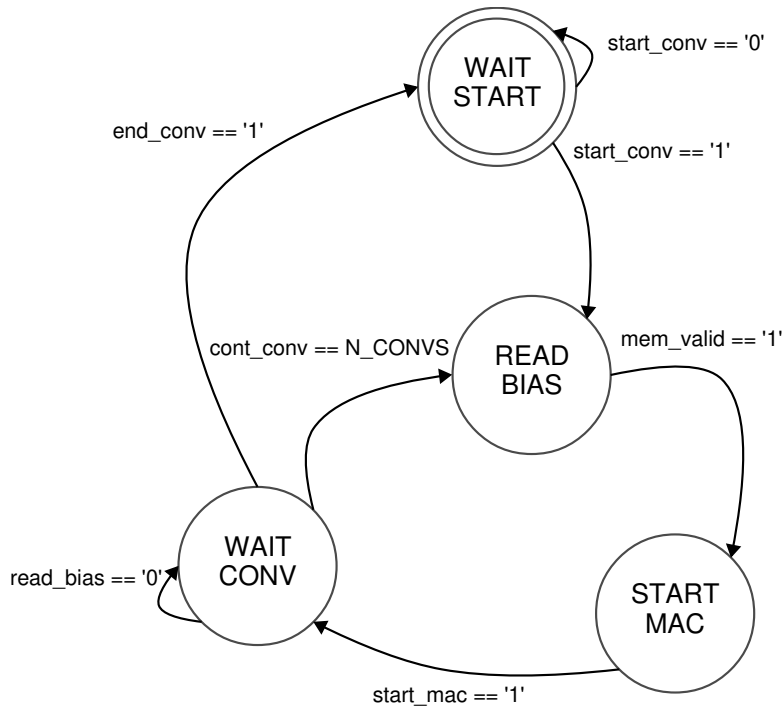 WAIT
START
start_conv == '0'
end_conv == '1'
start_conv == '1'
cont_conv == N_CONVS
READ
BIAS
mem_valid == '1'
WAIT
CONV
read_bias == '0'
START
MAC
start_mac == '1'